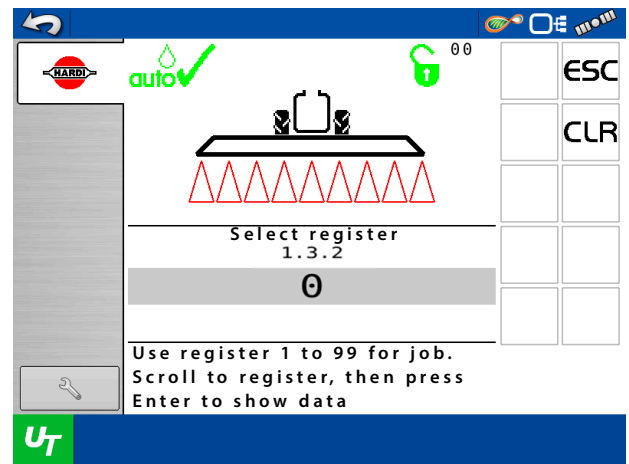 HARDI
auto
00
ESC
CLR
Select register
1.3.2
0
Use register 1 to 99 for job.
Scroll to register, then press
Enter to show data
UT